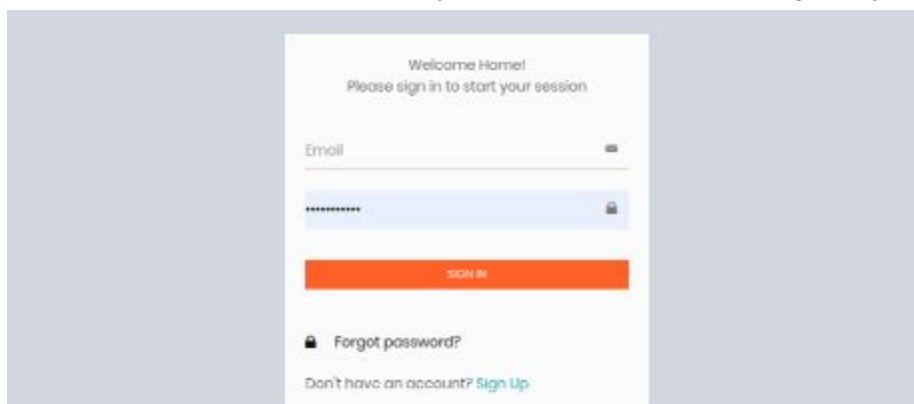 Welcome Home!
Please sign in to start your session
Email
•••••••••••
SIGN IN
Forgot password?
Don't have an account? Sign Up